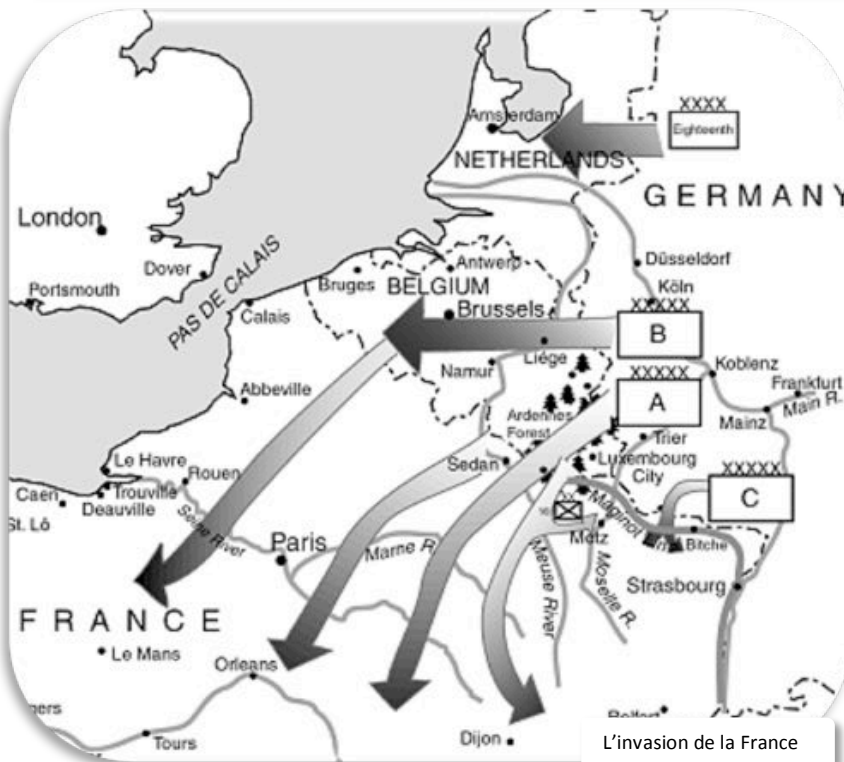 XXXX
Amsterdam
Eighteenth
NETHERLANDS
GERMANY
London
Dover
Portsmouth
PAS DE CALAIS
Bruges
Antwerp
BELGIUM
Brussels
Düsseldorf
Köln
XXXXX
B
Calais
Liége
Namur
Koblenz
XXXXX
A
Frankfurt
Main R.
Mainz
Abbeville
Ardennes
Forest
Trier
Sedan
Luxembourg
City
XXXXX
C
Le Havre
Rouen
Caen
Trouville
Deauville
St. Lô
Seine River
Paris
Marne R.
Maginot
Metz
Bitche
Meuse River
Moselle R.
Strasbourg
FRANCE
Le Mans
Orleans
Tours
Dijon
L’invasion de la France